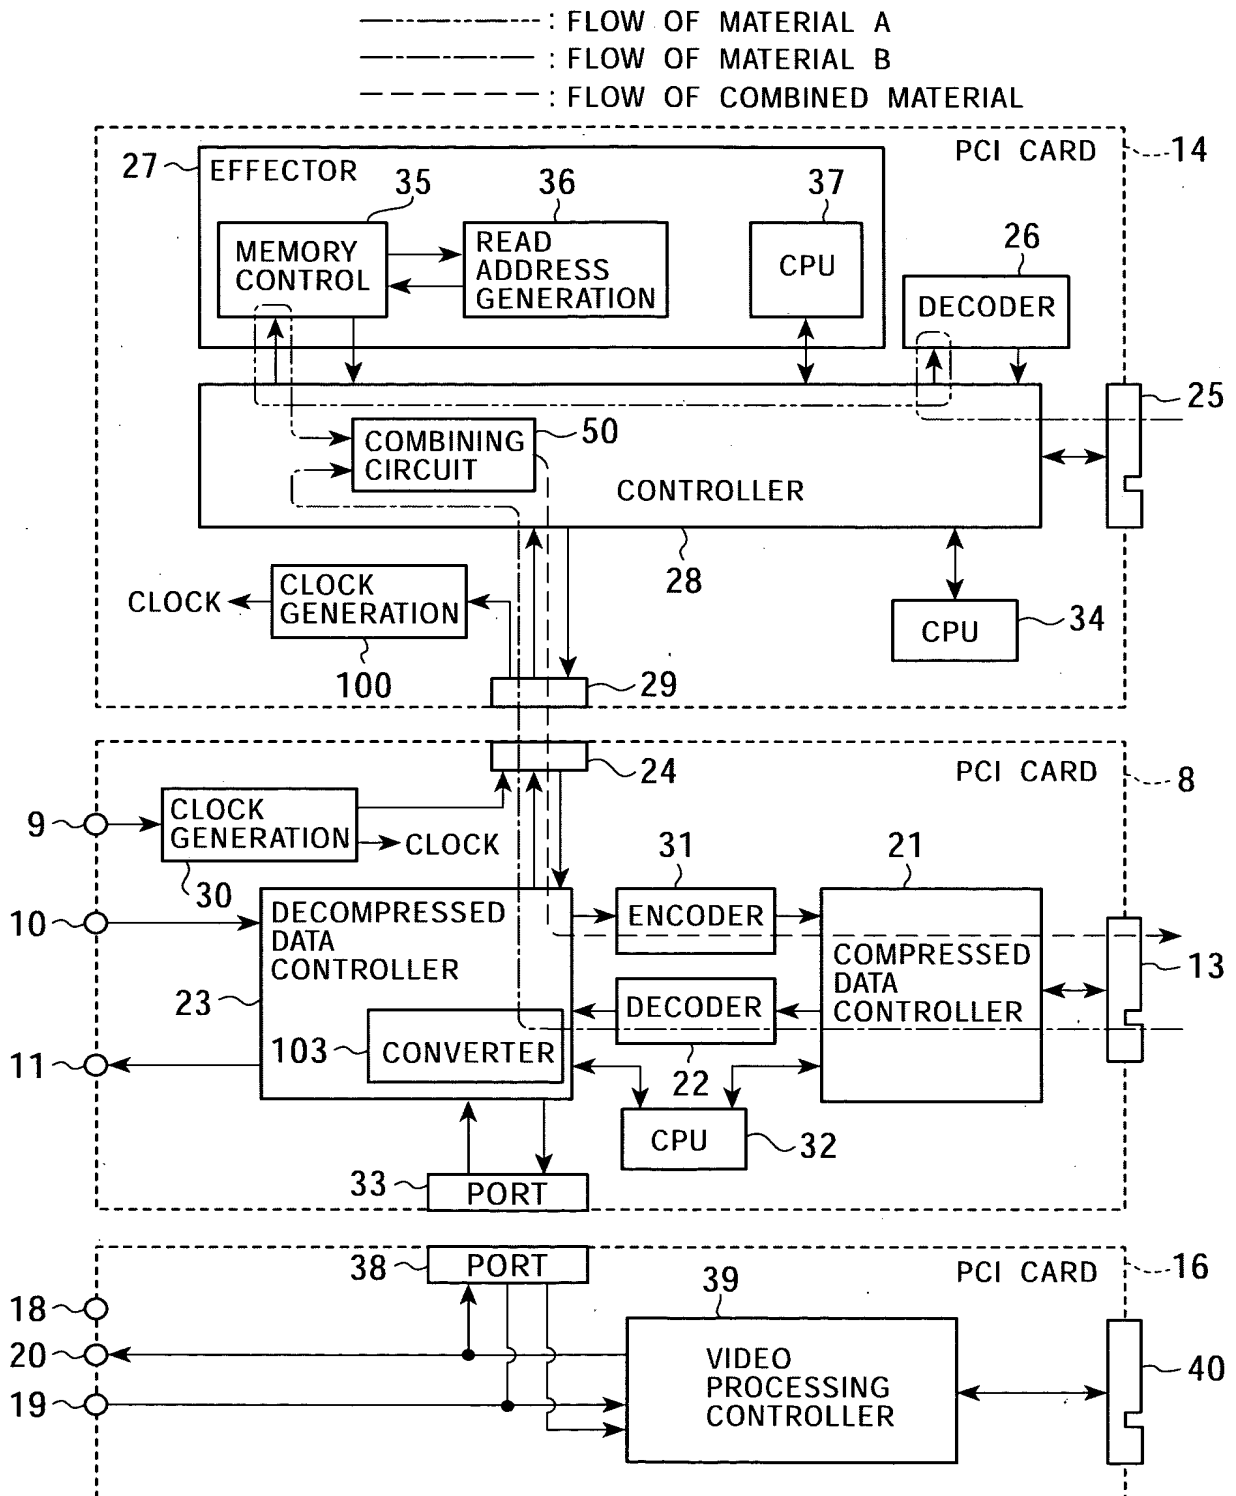 : FLOW OF MATERIAL A
: FLOW OF MATERIAL B
: FLOW OF COMBINED MATERIAL
PCI CARD
14
27
EFFECTOR
35
36
37
MEMORY
CONTROL
READ
ADDRESS
GENERATION
CPU
26
DECODER
25
COMBINING
CIRCUIT
50
CONTROLLER
28
CLOCK
CLOCK
GENERATION
100
CPU
34
29
24
PCI CARD
8
9
CLOCK
GENERATION
CLOCK
30
31
21
10
DECOMPRESSED
DATA
CONTROLLER
ENCODER
COMPRESSED
DATA
CONTROLLER
13
23
DECODER
22
11
103
CONVERTER
CPU
32
33
PORT
38
PORT
PCI CARD
16
39
18
20
19
VIDEO
PROCESSING
CONTROLLER
40